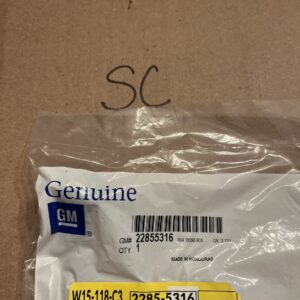 SC
Genuine
GM
GM# 22855316
QTY 1
MADE IN HONDURAS
W15-118-C3 2285-5316